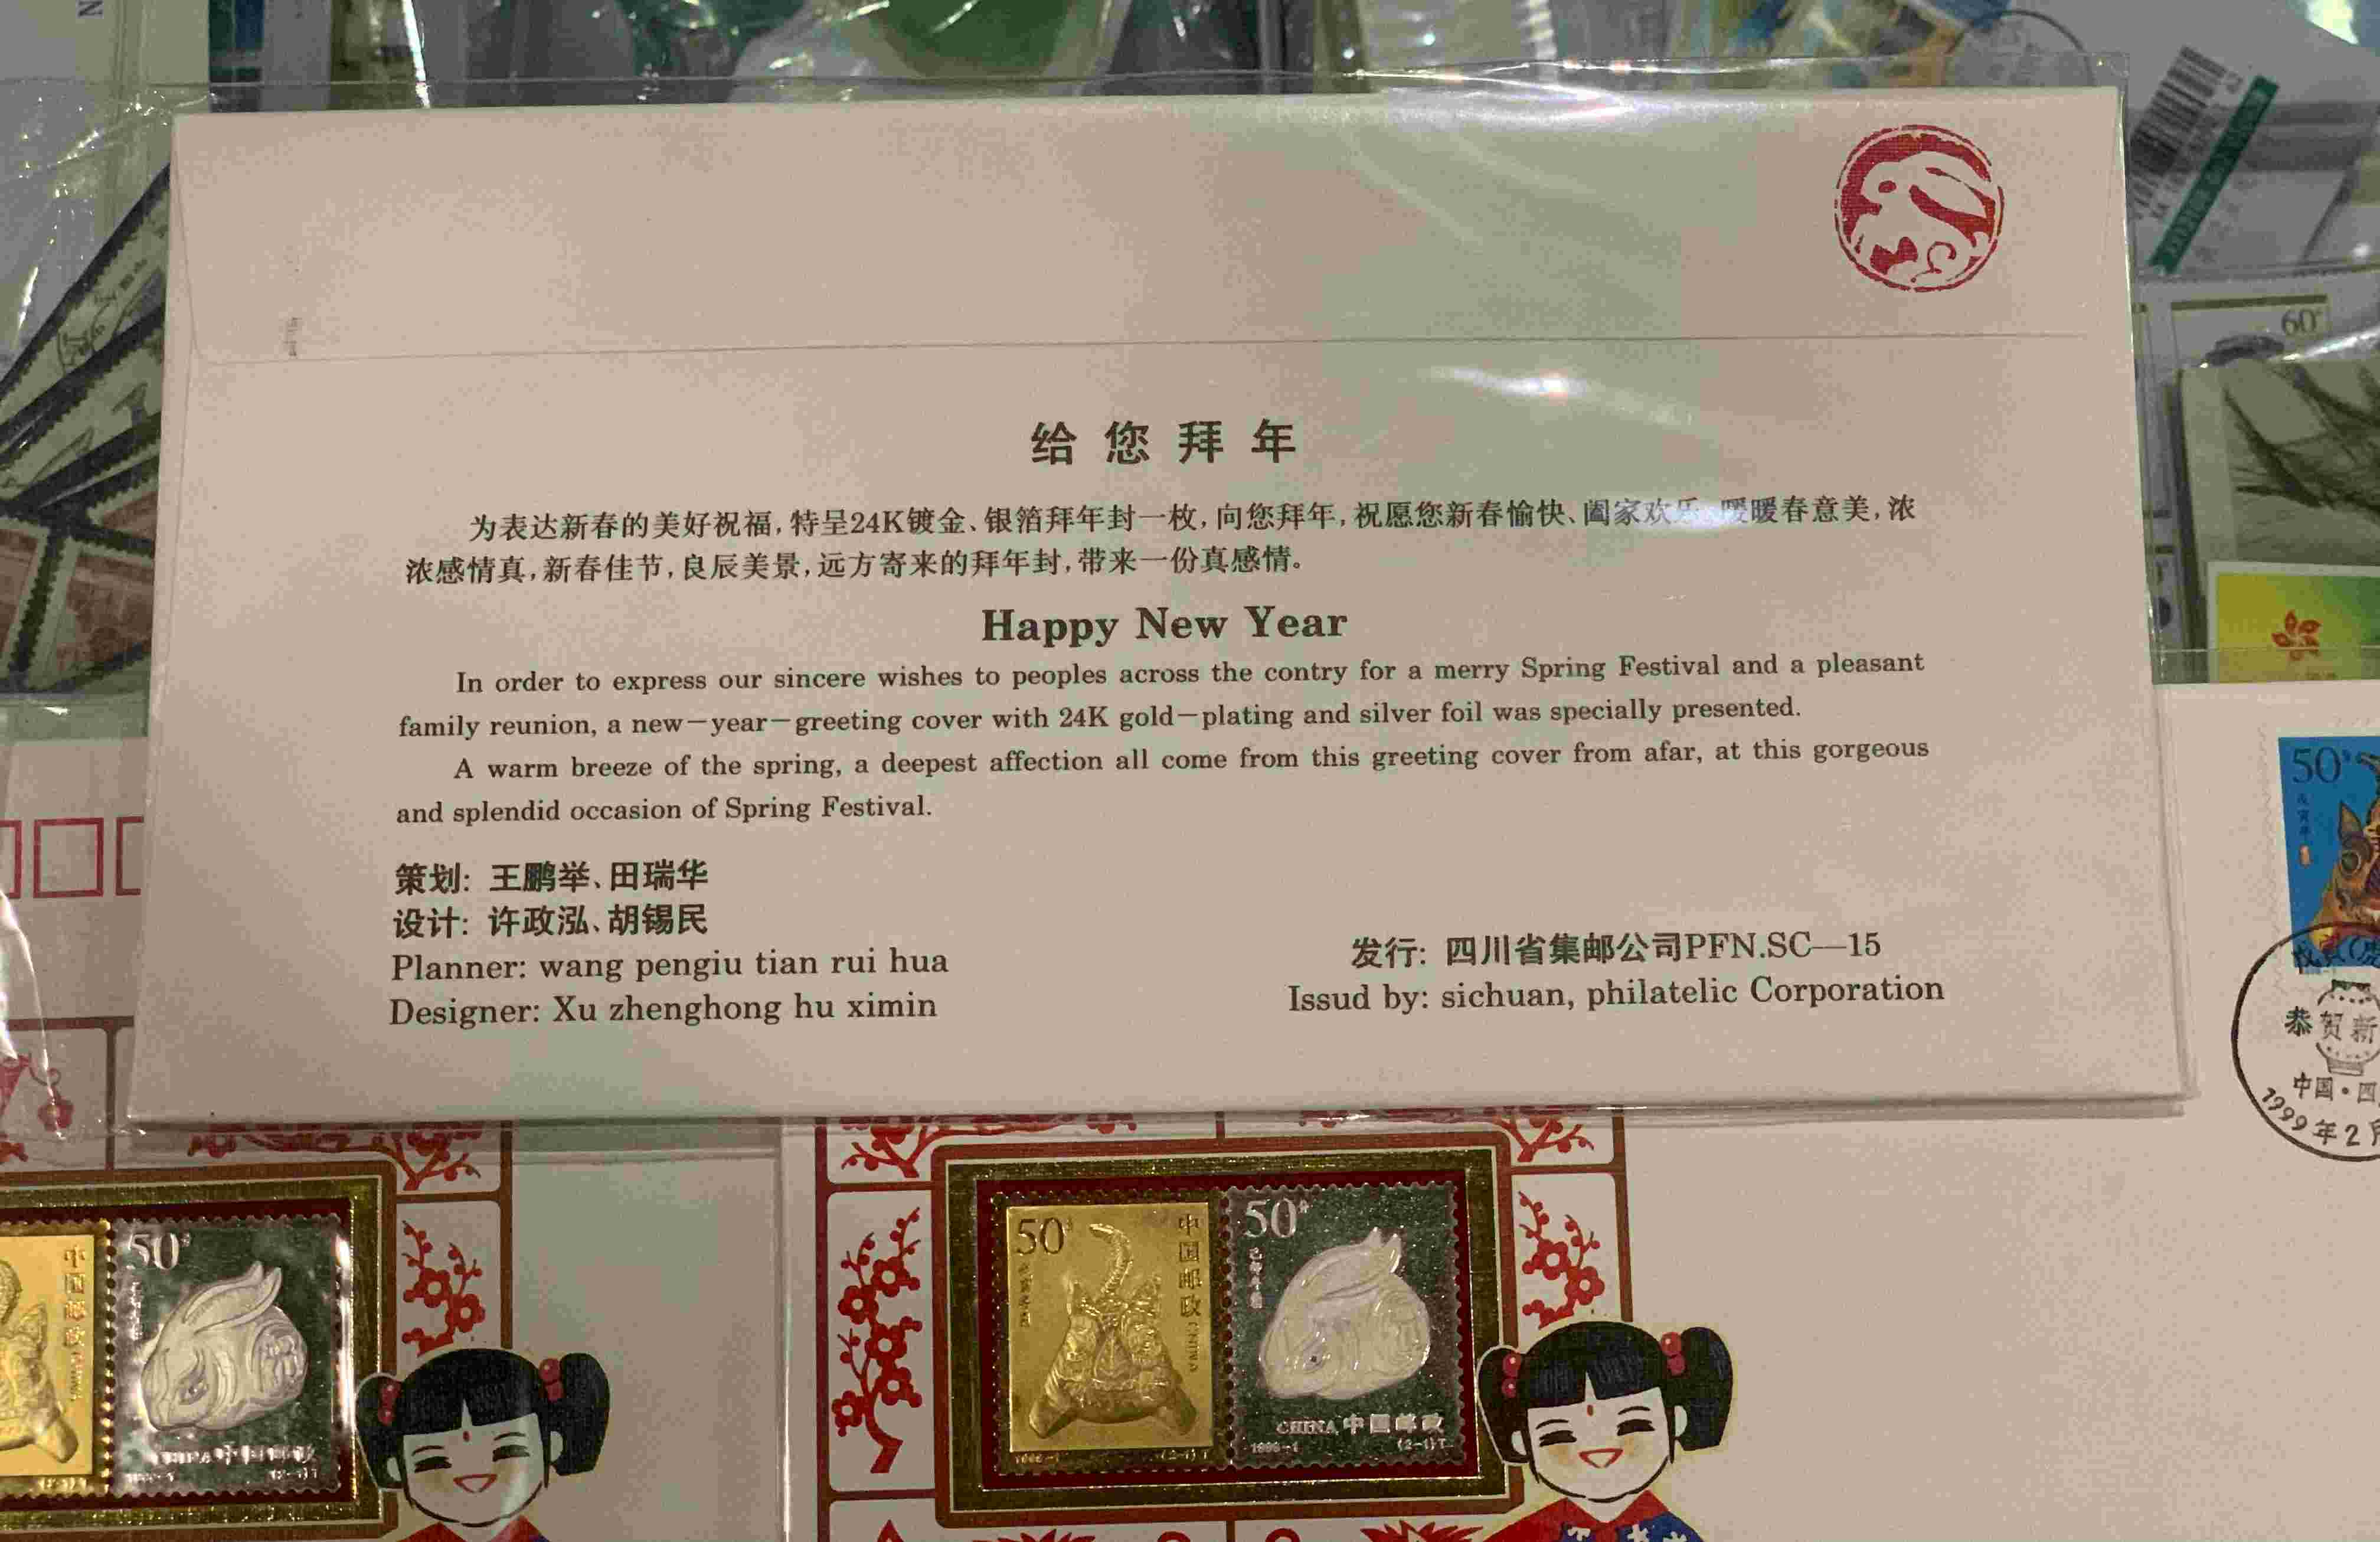 60
给您拜年
为表达新春的美好祝福,特呈24K镀金、银箔拜年封一枚,向您拜年,祝愿您新春愉快、阖家欢乐、暖暖春意美,浓
浓感情真,新春佳节,良辰美景,远方寄来的拜年封,带来一份真感情。
Happy New Year
In order to express our sincere wishes to peoples across the contry for a merry Spring Festival and a pleasant
family reunion, a new—year—greeting cover with 24K gold—plating and silver foil was specially presented.
A warm breeze of the spring, a deepest affection all come from this greeting cover from afar, at this gorgeous
and splendid occasion of Spring Festival.
策划: 王鹏举、田瑞华
设计: 许政泓、胡锡民
Planner: wang pengiu tian rui hua
Designer: Xu zhenghong hu ximin
发行: 四川省集邮公司PFN.SC—15
Issud by: sichuan, philatelic Corporation
50
戊寅年
恭贺新
中国·四
1999年2月
50
中国邮政
50
中国邮政
CHINA
50
CHINA 中国邮政
(2-1)T